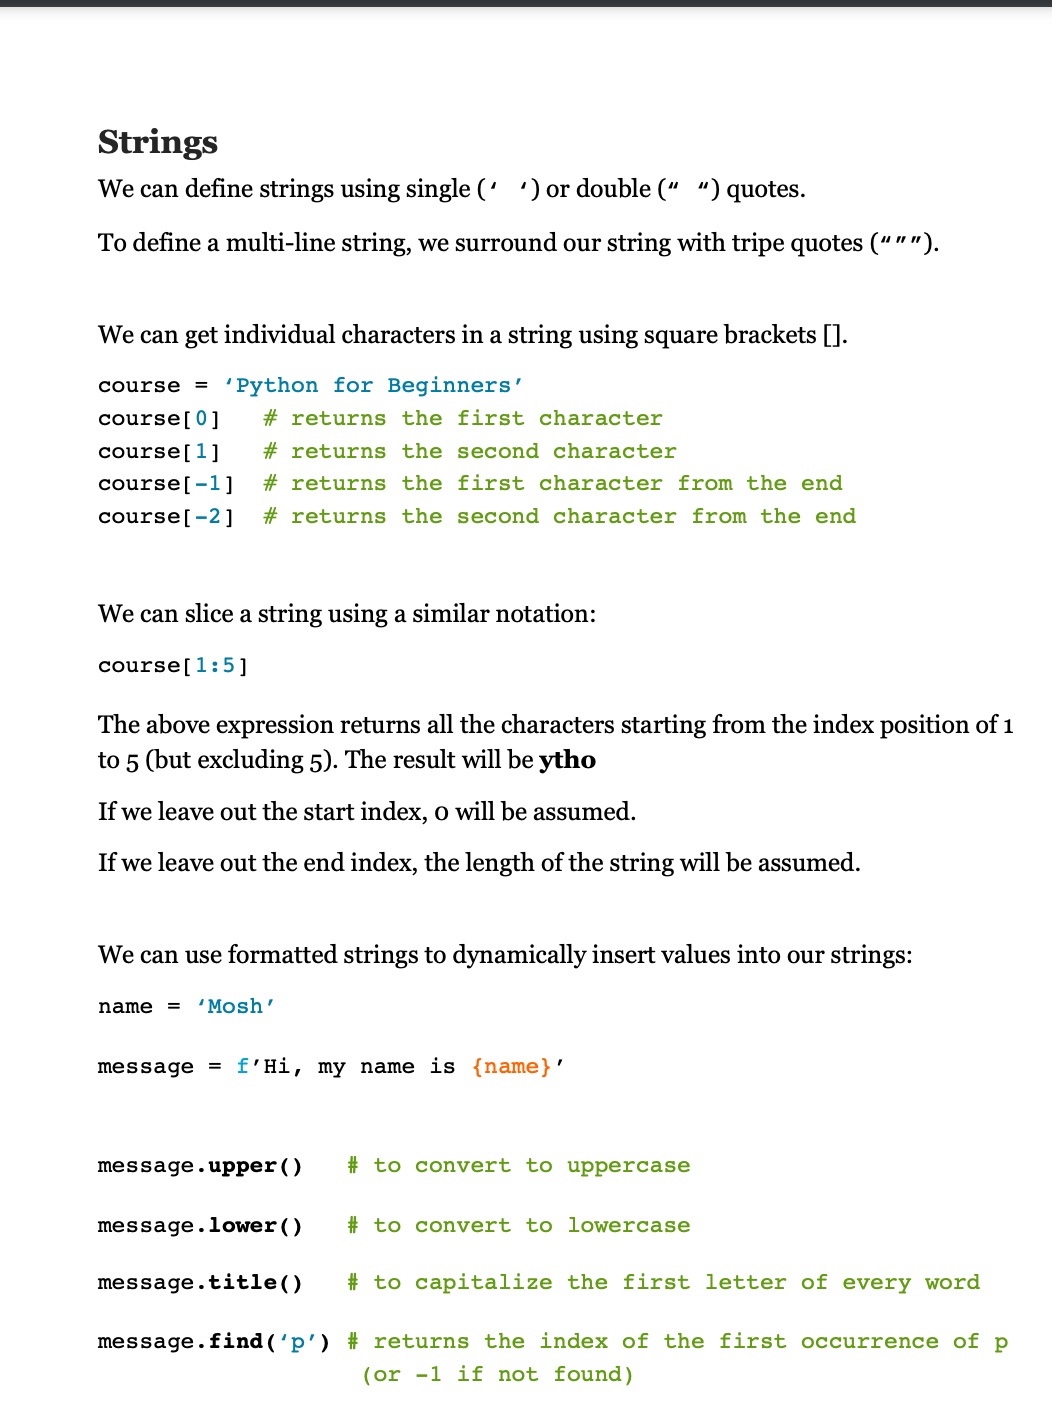 Strings
We can define strings using single (‘ ‘) or double (“ “) quotes.
To define a multi-line string, we surround our string with tripe quotes (“””).
We can get individual characters in a string using square brackets [].
course = ‘Python for Beginners’
course[0] # returns the first character
course[1] # returns the second character
course[-1] # returns the first character from the end
course[-2] # returns the second character from the end
We can slice a string using a similar notation:
course[1:5]
The above expression returns all the characters starting from the index position of 1
to 5 (but excluding 5). The result will be ytho
If we leave out the start index, 0 will be assumed.
If we leave out the end index, the length of the string will be assumed.
We can use formatted strings to dynamically insert values into our strings:
name = ‘Mosh’
message = f’Hi, my name is {name}’
message.upper() # to convert to uppercase
message.lower() # to convert to lowercase
message.title() # to capitalize the first letter of every word
message.find(‘p’) # returns the index of the first occurrence of p
(or -1 if not found)